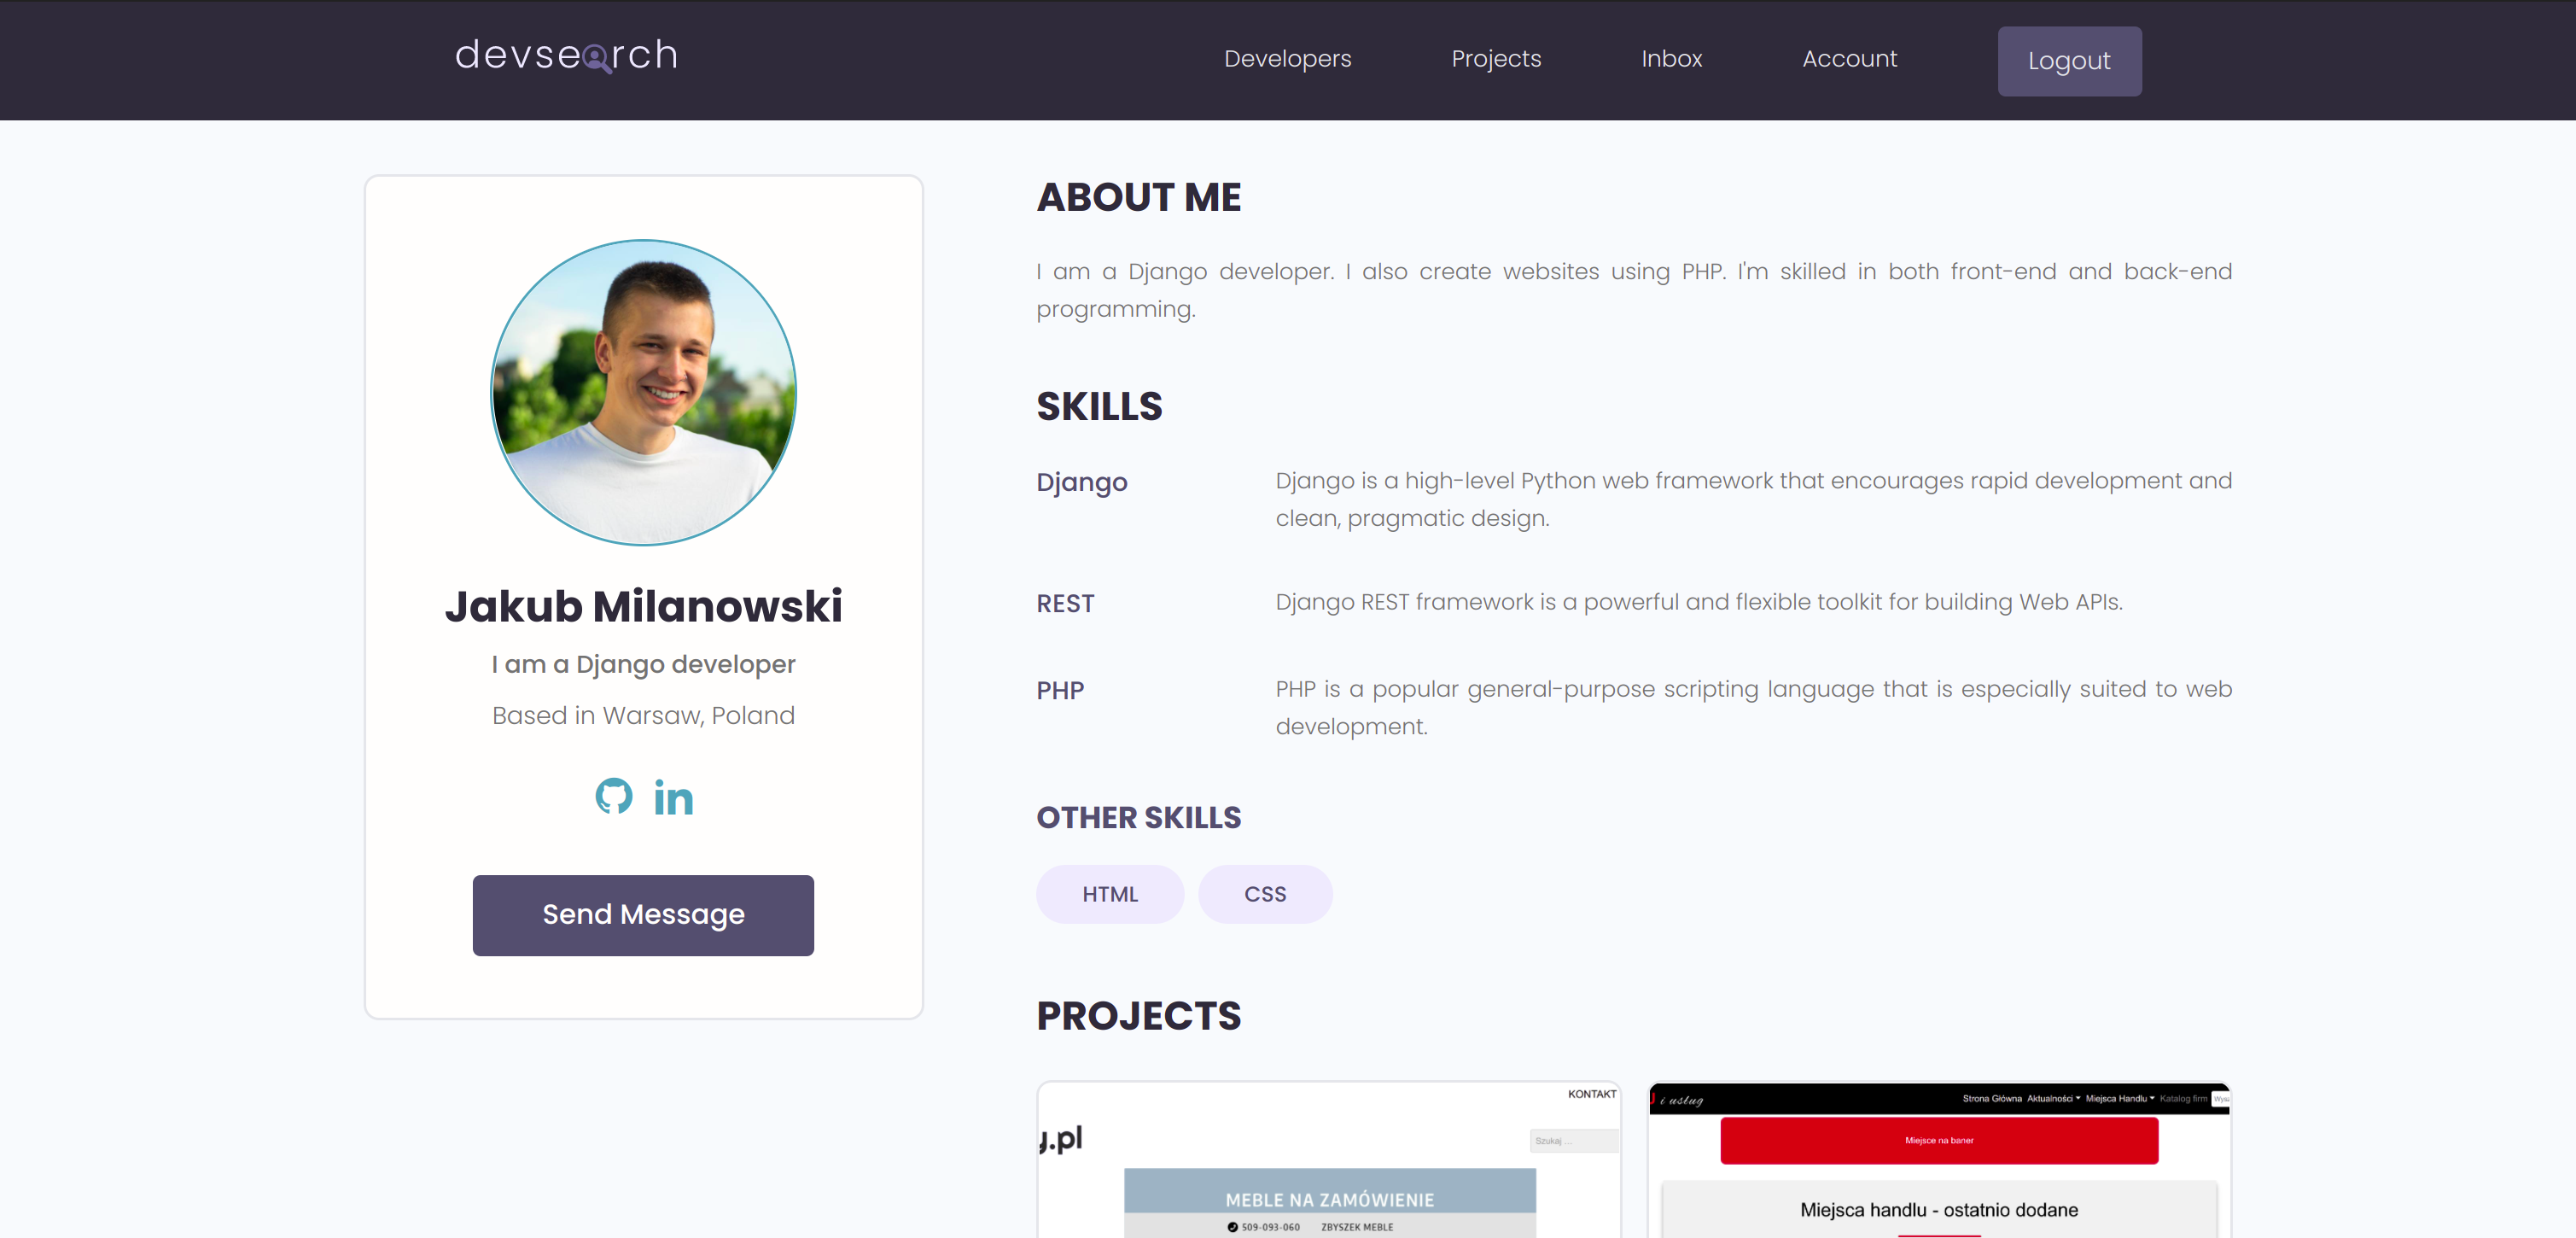 devsearch
Developers
Projects
Inbox
Account
Logout
Jakub Milanowski
I am a Django developer
Based in Warsaw, Poland
in
Send Message
ABOUT ME
I am a Django developer. I also create websites using PHP. I'm skilled in both front-end and back-end
programming.
SKILLS
Django
Django is a high-level Python web framework that encourages rapid development and
clean, pragmatic design.
REST
Django REST framework is a powerful and flexible toolkit for building Web APIs.
PHP
PHP is a popular general-purpose scripting language that is especially suited to web
development.
OTHER SKILLS
HTML
CSS
PROJECTS
KONTAKT
y.pl
Szukaj ...
MEBLE NA ZAMÓWIENIE
509-093-060 ZBYSZEK MEBLE
i usług
Strona Główna Aktualności Miejsca Handlu Katalog firm
Miejsce na baner
Miejsca handlu - ostatnio dodane